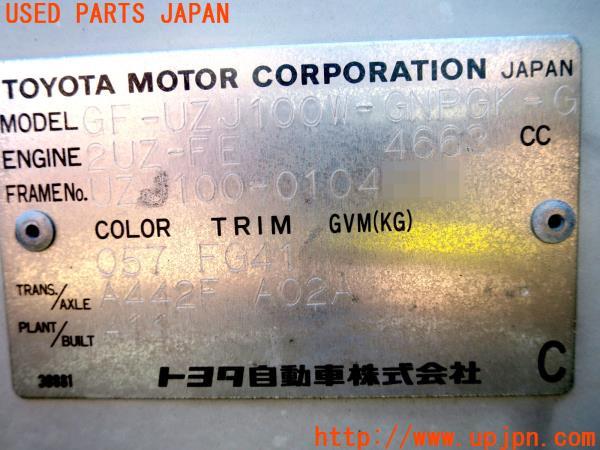 USED PARTS JAPAN
TOYOTA MOTOR CORPORATION JAPAN
MODEL GF-UZJ100W-GNPGK-G
ENGINE 2UZ-FE 4663 CC
FRAME No. UZJ100-0104
COLOR TRIM GVM(KG)
057 FG41
TRANS./AXLE A442F A02A
PLANT/BUILT -11
38681
トヨタ自動車株式会社 C
http://www.upjpn.com/